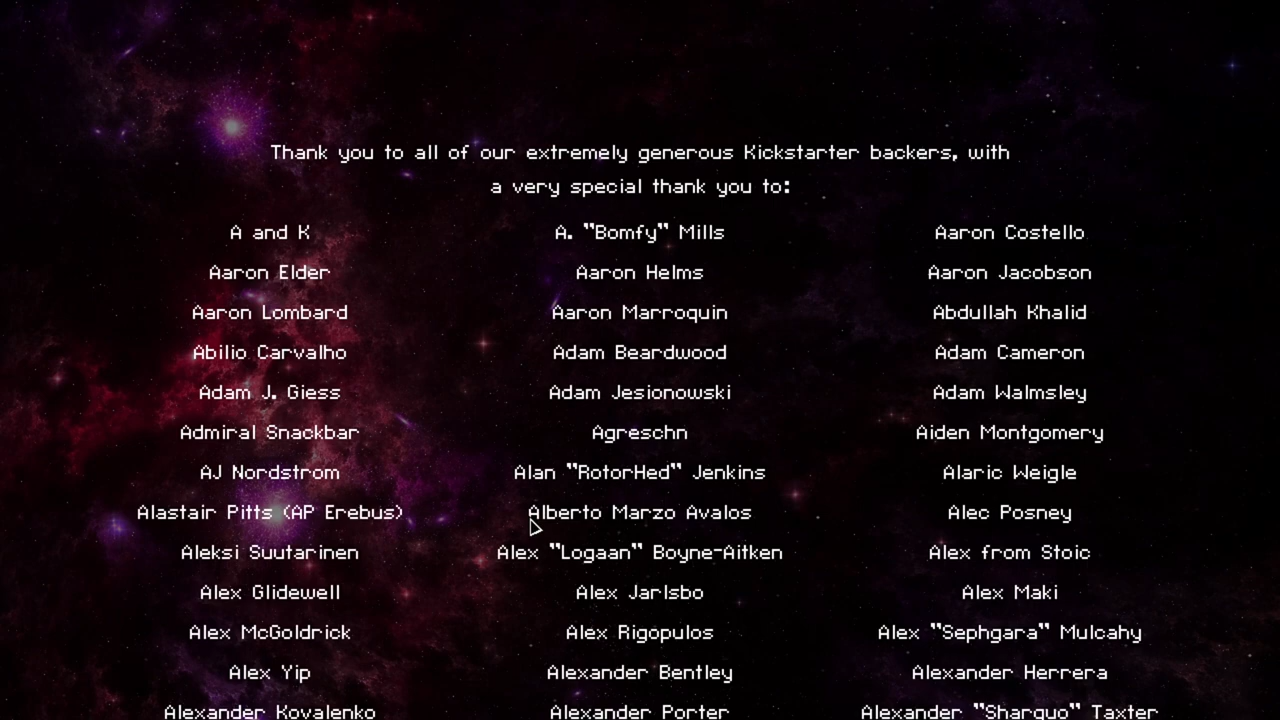 Thank you to all of our extremely generous Kickstarter backers, with
a very special thank you to:
A and K
A. "Bomfy" Mills
Aaron Costello
Aaron Elder
Aaron Helms
Aaron Jacobson
Aaron Lombard
Aaron Marroquin
Abdullah Khalid
Abilio Carvalho
Adam Beardwood
Adam Cameron
Adam J. Giess
Adam Jesionowski
Adam Walmsley
Admiral Snackbar
Agreschn
Aiden Montgomery
AJ Nordstrom
Alan "RotorHed" Jenkins
Alaric Weigle
Alastair Pitts (AP Erebus)
Alberto Marzo Avalos
Alec Posney
Aleksi Suutarinen
Alex "Logaan" Boyne-Aitken
Alex from Stoic
Alex Glidewell
Alex Jarlsbo
Alex Maki
Alex McGoldrick
Alex Rigopulos
Alex "Sephgara" Mulcahy
Alex Yip
Alexander Bentley
Alexander Herrera
Alexander Kovalenko
Alexander Porter
Alexander "Sharguo" Taxter